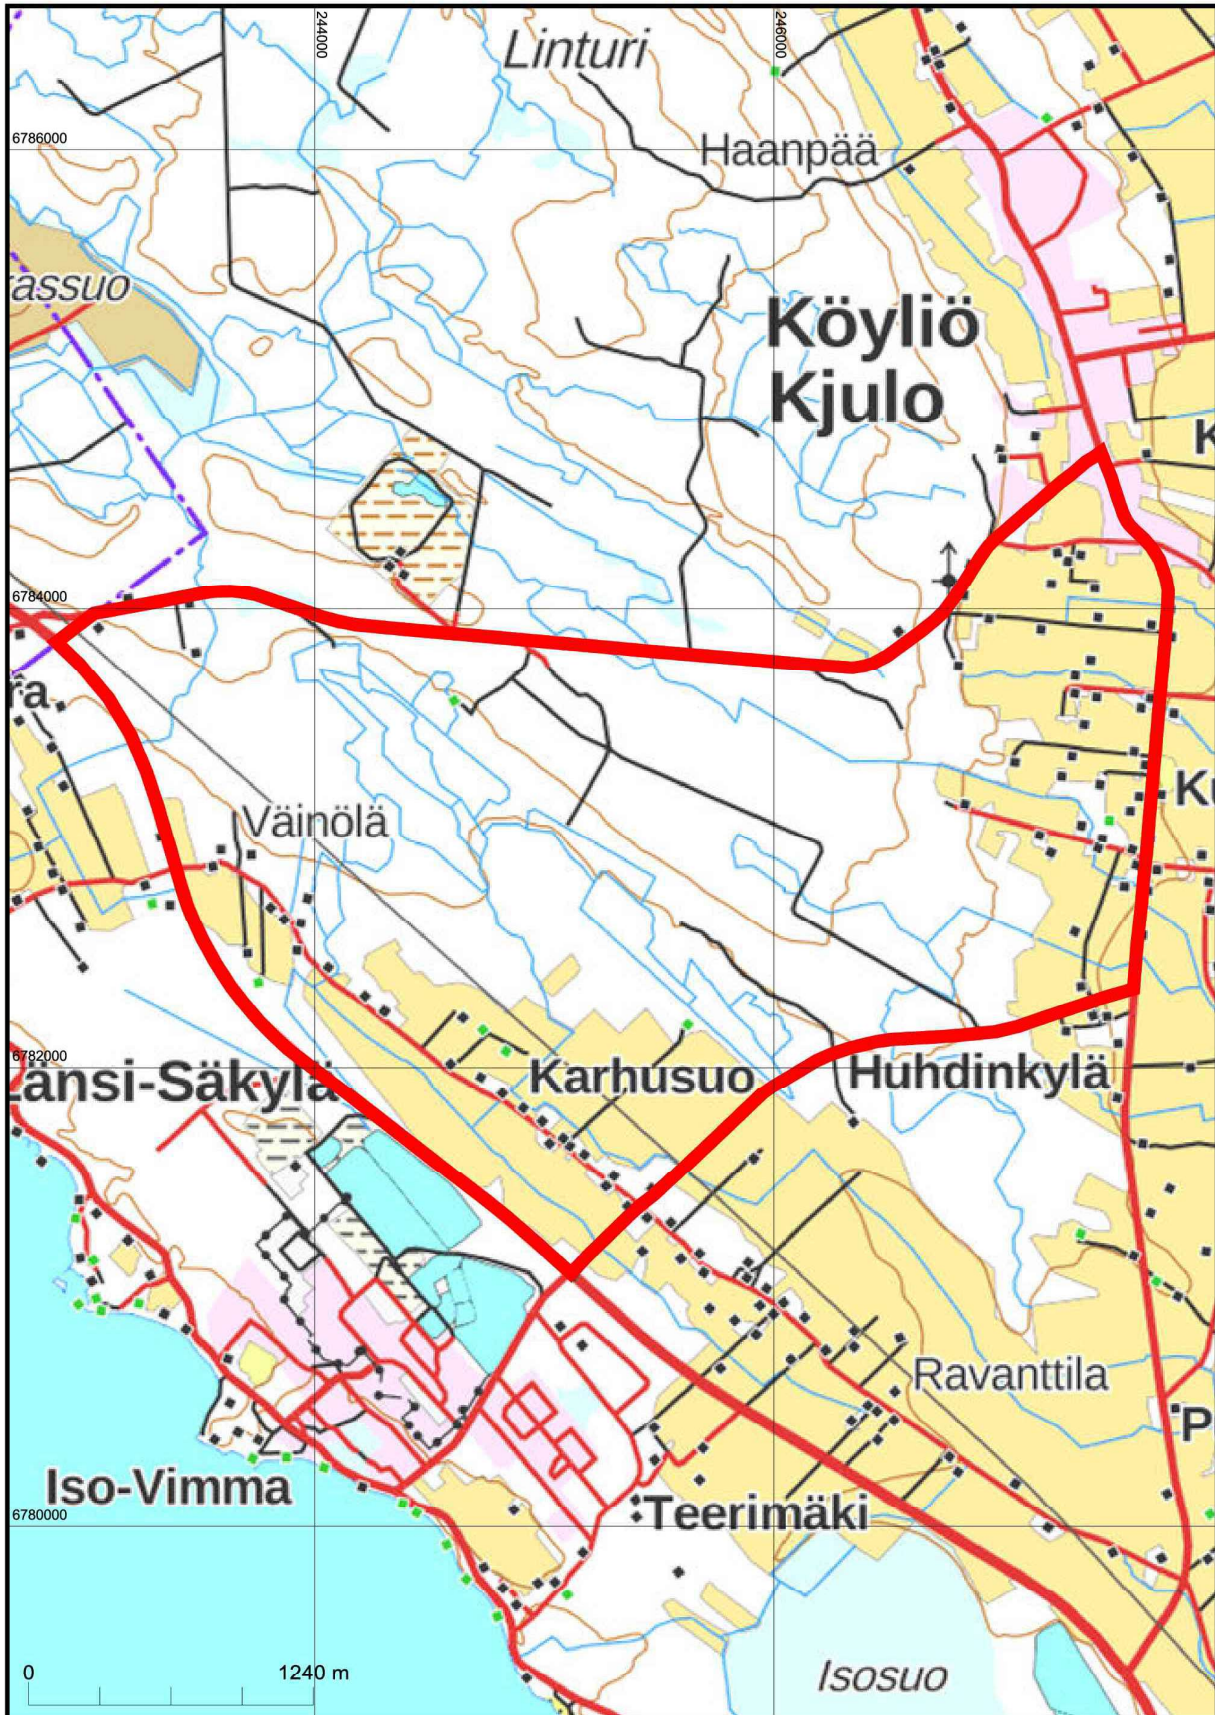 244000
246000
Linturi
6786000
Haanpää
assuo
Köyliö
Kjulo
K
6784000
ra
Väinölä
Ku
6782000
änsi-Säkylä
Karhusuo
Huhdinkylä
Ravanttila
P
Iso-Vimma
Teerimäki
6780000
Isosuo
0 1240 m